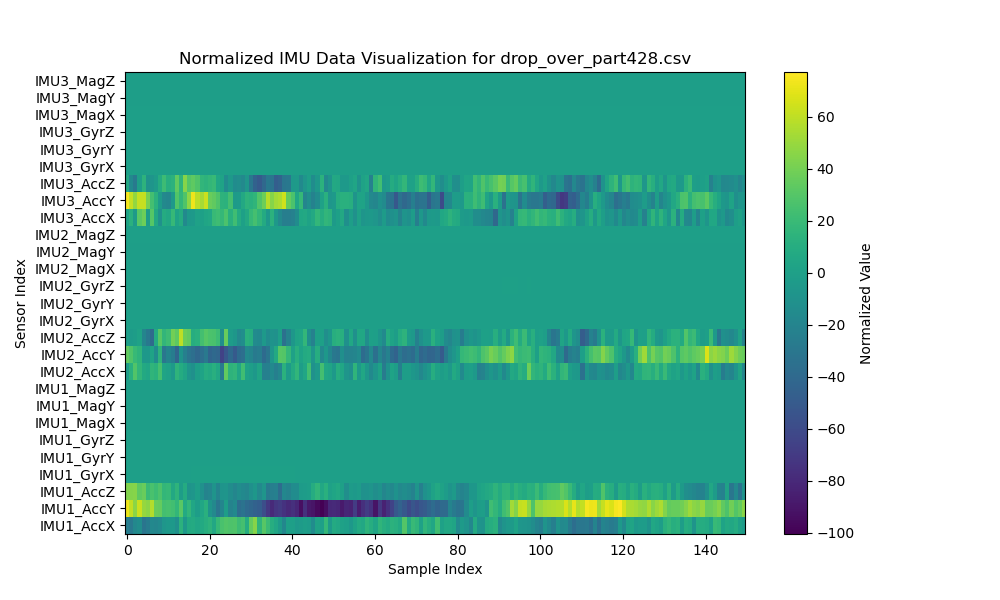 Normalized IMU Data Visualization for drop_over_part428.csv
IMU3_MagZ
IMU3_MagY
IMU3_MagX
IMU3_GyrZ
IMU3_GyrY
IMU3_GyrX
IMU3_AccZ
IMU3_AccY
IMU3_AccX
IMU2_MagZ
IMU2_MagY
IMU2_MagX
IMU2_GyrZ
IMU2_GyrY
IMU2_GyrX
IMU2_AccZ
IMU2_AccY
IMU2_AccX
IMU1_MagZ
IMU1_MagY
IMU1_MagX
IMU1_GyrZ
IMU1_GyrY
IMU1_GyrX
IMU1_AccZ
IMU1_AccY
IMU1_AccX
Sensor Index
0 20 40 60 80 100 120 140
Sample Index
60
40
20
0
−20
−40
−60
−80
−100
Normalized Value